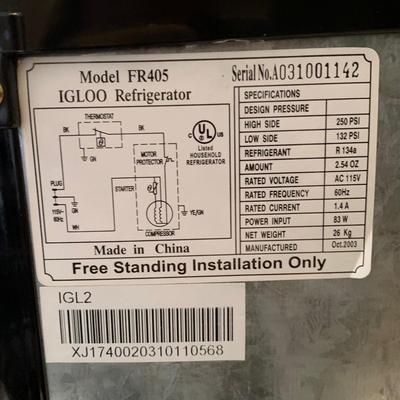 Model FR405
IGLOO Refrigerator
Serial No.A031001142
THERMOSTAT
BK
BK
GN
MOTOR
PROTECTOR
PLUG
STARTER
GN
115V~
60Hz
WH
YE/GN
COMPRESSOR
UL
®
Listed
HOUSEHOLD
REFRIGERATOR
Made in China
SPECIFICATIONS
DESIGN PRESSURE
HIGH SIDE 250 PSI
LOW SIDE 132 PSI
REFRIGERANT R 134a
AMOUNT 2.54 OZ
RATED VOLTAGE AC 115V
RATED FREQUENCY 60Hz
RATED CURRENT 1.4 A
POWER INPUT 83 W
NET WEIGHT 26 Kg
MANUFACTURED Oct.2003
Free Standing Installation Only
IGL2
XJ1740020310110568